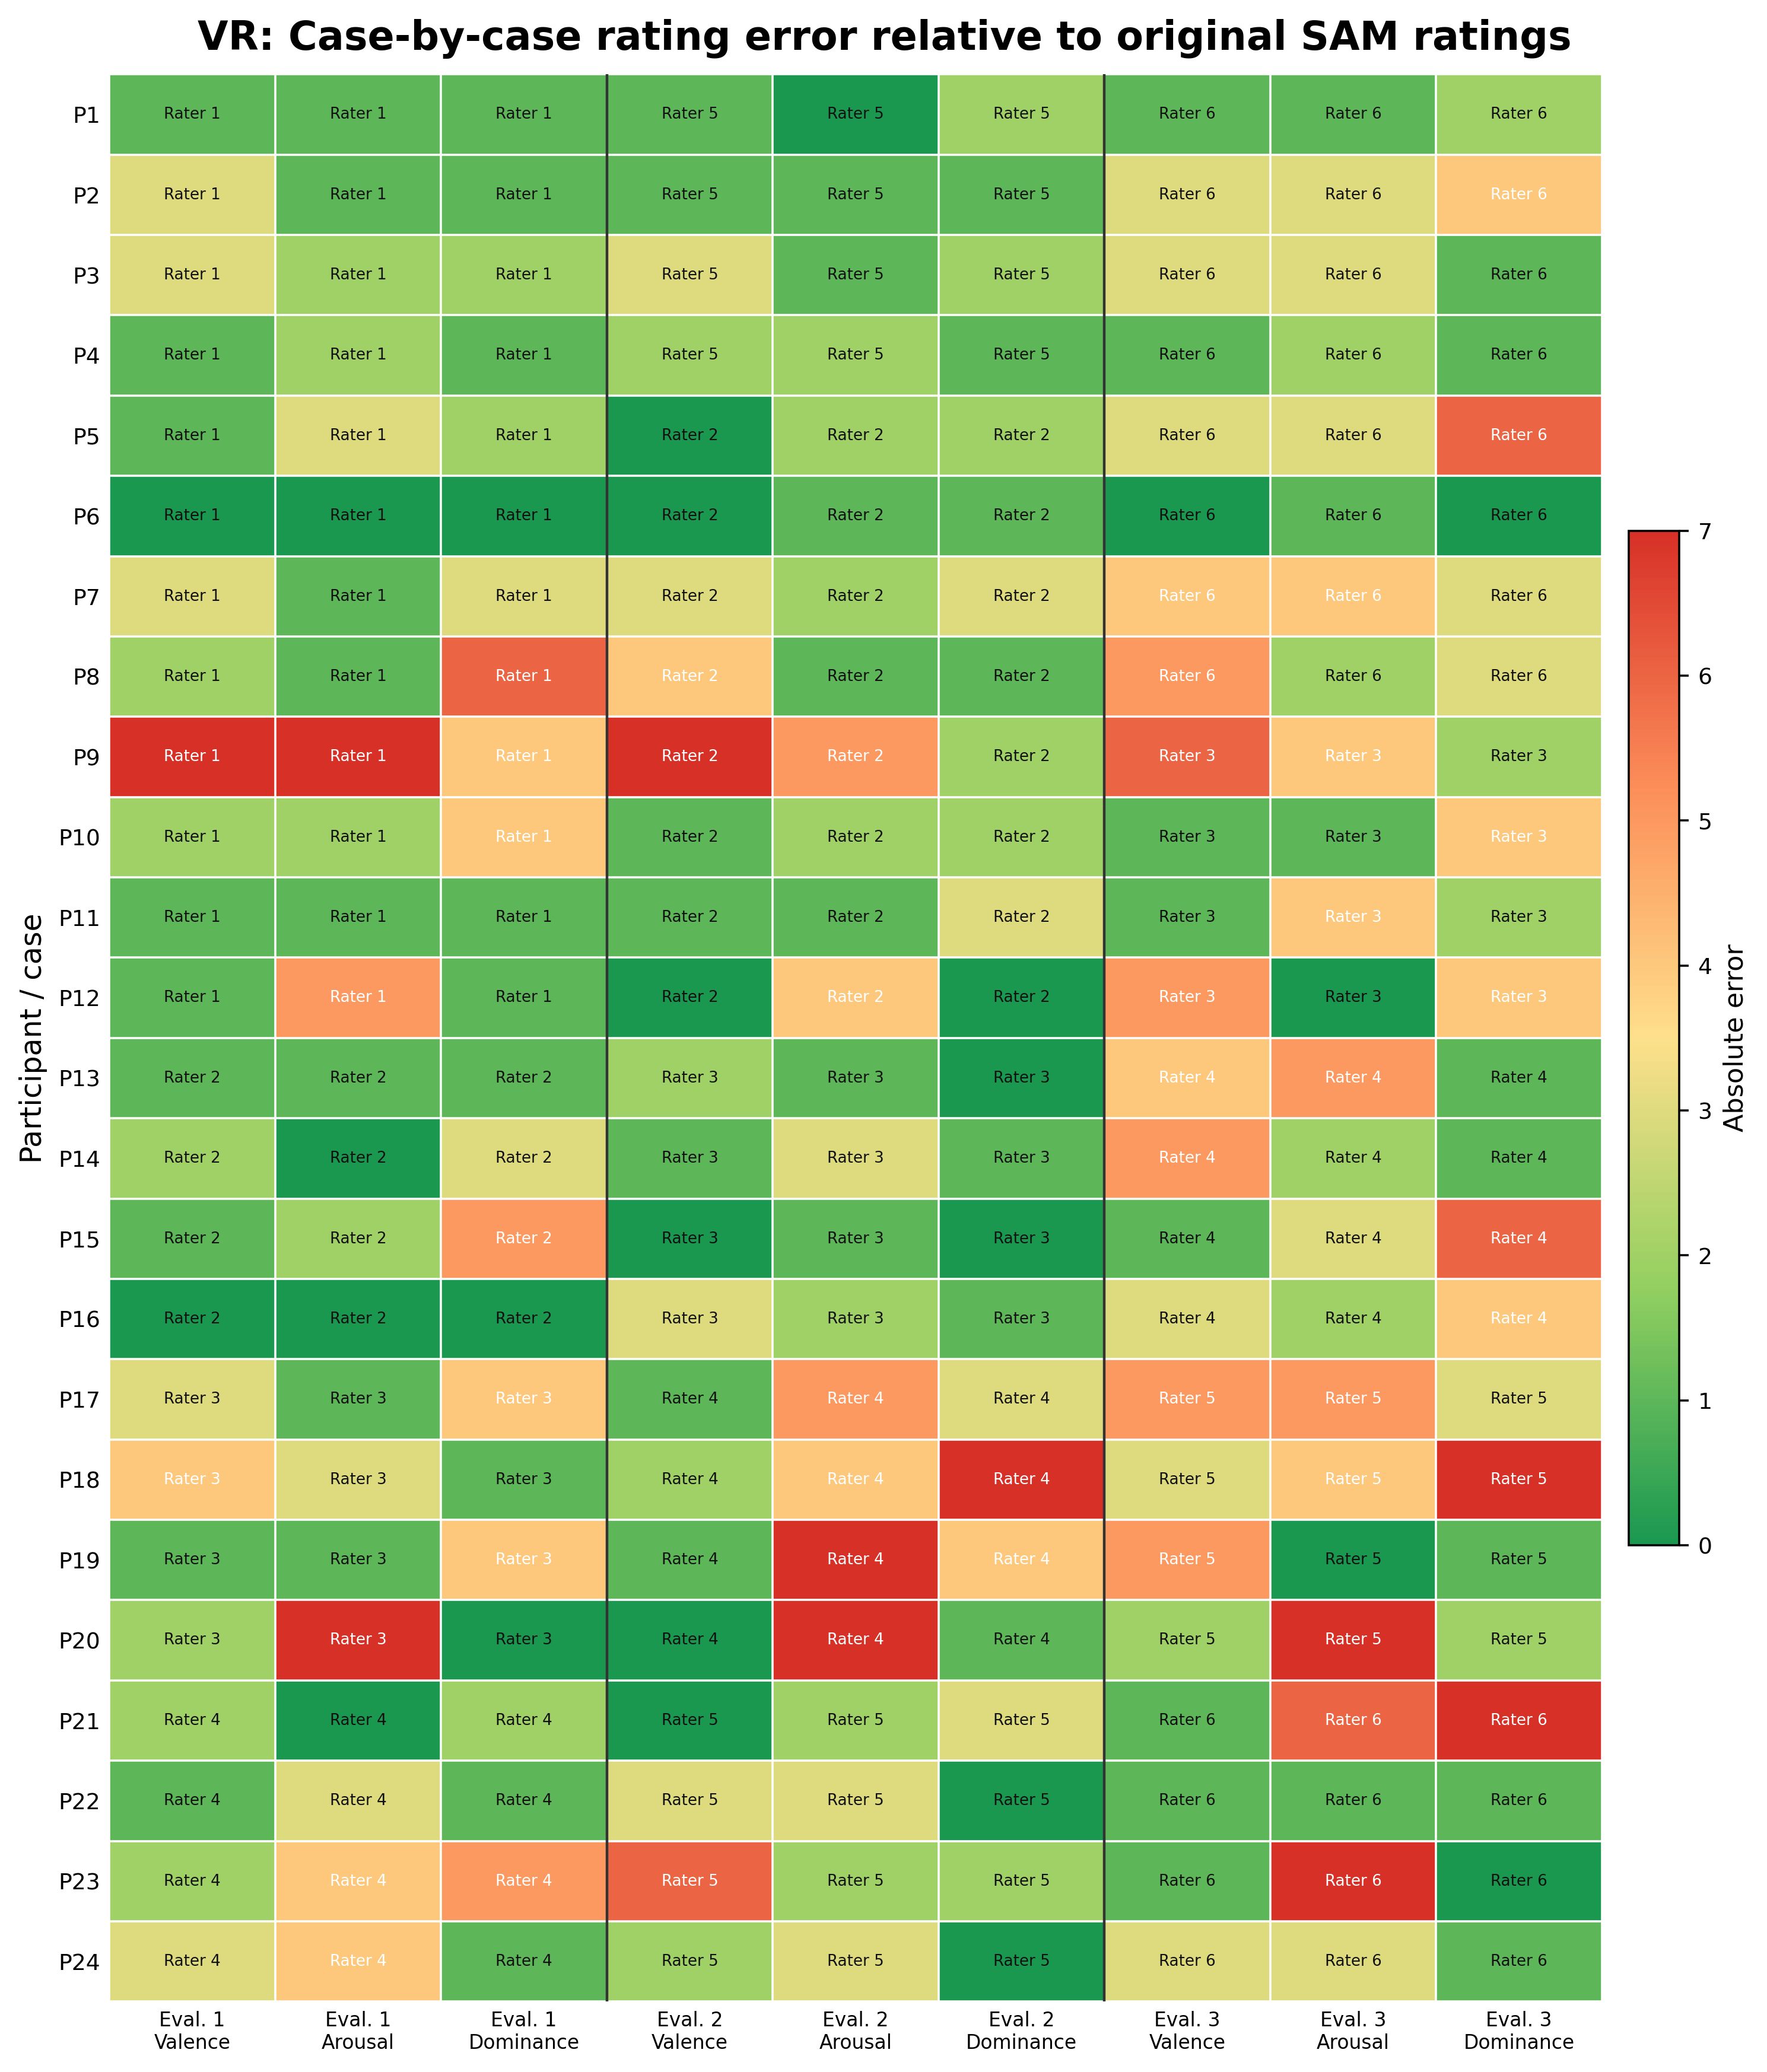 VR: Case-by-case rating error relative to original SAM ratings
P1 Rater 1 Rater 1 Rater 1 Rater 5 Rater 5 Rater 5 Rater 6 Rater 6 Rater 6
P2 Rater 1 Rater 1 Rater 1 Rater 5 Rater 5 Rater 5 Rater 6 Rater 6 Rater 6
P3 Rater 1 Rater 1 Rater 1 Rater 5 Rater 5 Rater 5 Rater 6 Rater 6 Rater 6
P4 Rater 1 Rater 1 Rater 1 Rater 5 Rater 5 Rater 5 Rater 6 Rater 6 Rater 6
P5 Rater 1 Rater 1 Rater 1 Rater 2 Rater 2 Rater 2 Rater 6 Rater 6 Rater 6
P6 Rater 1 Rater 1 Rater 1 Rater 2 Rater 2 Rater 2 Rater 6 Rater 6 Rater 6
P7 Rater 1 Rater 1 Rater 1 Rater 2 Rater 2 Rater 2 Rater 6 Rater 6 Rater 6
P8 Rater 1 Rater 1 Rater 1 Rater 2 Rater 2 Rater 2 Rater 6 Rater 6 Rater 6
P9 Rater 1 Rater 1 Rater 1 Rater 2 Rater 2 Rater 2 Rater 3 Rater 3 Rater 3
P10 Rater 1 Rater 1 Rater 1 Rater 2 Rater 2 Rater 2 Rater 3 Rater 3 Rater 3
P11 Rater 1 Rater 1 Rater 1 Rater 2 Rater 2 Rater 2 Rater 3 Rater 3 Rater 3
P12 Rater 1 Rater 1 Rater 1 Rater 2 Rater 2 Rater 2 Rater 3 Rater 3 Rater 3
P13 Rater 2 Rater 2 Rater 2 Rater 3 Rater 3 Rater 3 Rater 4 Rater 4 Rater 4
P14 Rater 2 Rater 2 Rater 2 Rater 3 Rater 3 Rater 3 Rater 4 Rater 4 Rater 4
P15 Rater 2 Rater 2 Rater 2 Rater 3 Rater 3 Rater 3 Rater 4 Rater 4 Rater 4
P16 Rater 2 Rater 2 Rater 2 Rater 3 Rater 3 Rater 3 Rater 4 Rater 4 Rater 4
P17 Rater 3 Rater 3 Rater 3 Rater 4 Rater 4 Rater 4 Rater 5 Rater 5 Rater 5
P18 Rater 3 Rater 3 Rater 3 Rater 4 Rater 4 Rater 4 Rater 5 Rater 5 Rater 5
P19 Rater 3 Rater 3 Rater 3 Rater 4 Rater 4 Rater 4 Rater 5 Rater 5 Rater 5
P20 Rater 3 Rater 3 Rater 3 Rater 4 Rater 4 Rater 4 Rater 5 Rater 5 Rater 5
P21 Rater 4 Rater 4 Rater 4 Rater 5 Rater 5 Rater 5 Rater 6 Rater 6 Rater 6
P22 Rater 4 Rater 4 Rater 4 Rater 5 Rater 5 Rater 5 Rater 6 Rater 6 Rater 6
P23 Rater 4 Rater 4 Rater 4 Rater 5 Rater 5 Rater 5 Rater 6 Rater 6 Rater 6
P24 Rater 4 Rater 4 Rater 4 Rater 5 Rater 5 Rater 5 Rater 6 Rater 6 Rater 6
Eval. 1 Eval. 1 Eval. 1 Eval. 2 Eval. 2 Eval. 2 Eval. 3 Eval. 3 Eval. 3
Valence Arousal Dominance Valence Arousal Dominance Valence Arousal Dominance
Participant / case
7
6
5
4
3
2
1
0
Absolute error